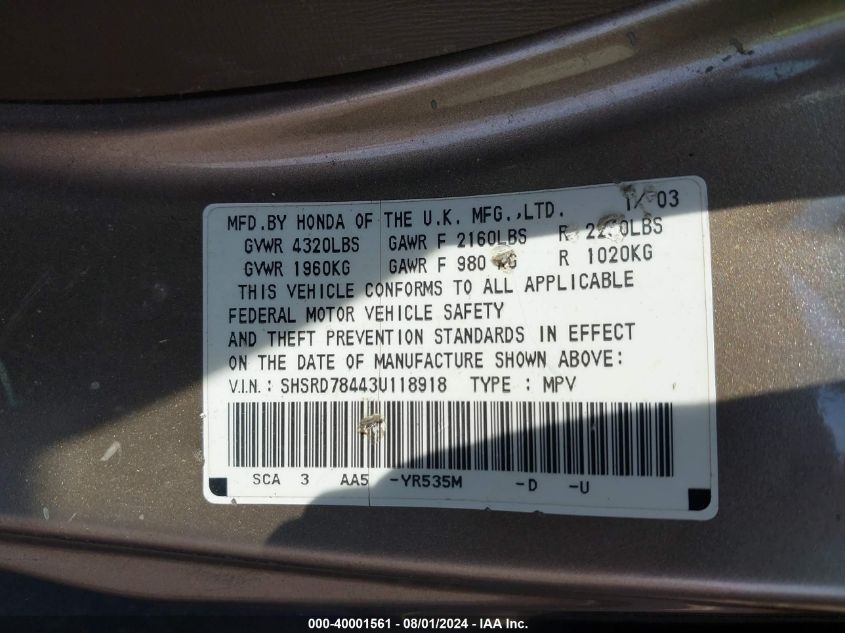 MFD.BY HONDA OF THE U.K. MFG.,LTD. 1/03
GVWR 4320LBS GAWR F 2160LBS R LBS
GVWR 1960KG GAWR F 980 KG R 1020KG
THIS VEHICLE CONFORMS TO ALL APPLICABLE
FEDERAL MOTOR VEHICLE SAFETY
AND THEFT PREVENTION STANDARDS IN EFFECT
ON THE DATE OF MANUFACTURE SHOWN ABOVE:
V.I.N.: SHSRD78443U118918 TYPE : MPV
SCA 3 AA5 -YR535M -D -U
000-40001561 - 08/01/2024 - IAA Inc.